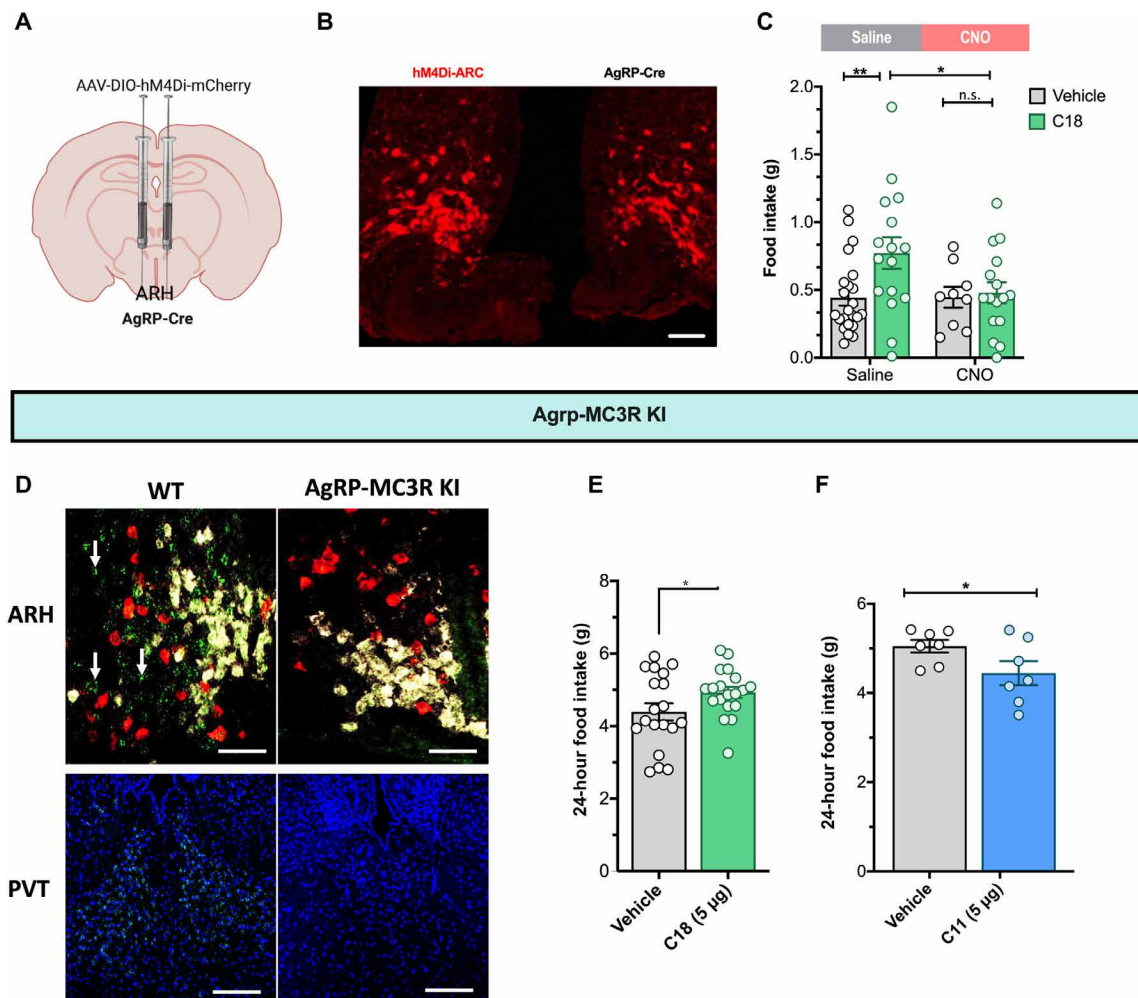 A
AAV-DIO-hM4Di-mCherry
ARH
AgRP-Cre
B
hM4Di-ARC AgRP-Cre
C
Saline CNO
** *
n.s.
Vehicle
C18
Food intake (g)
2.0
1.5
1.0
0.5
0.0
Saline CNO
Agrp-MC3R KI
D
WT AgRP-MC3R KI
ARH
PVT
E
24-hour food intake (g)
8
6
4
2
0
*
Vehicle
C18 (5 µg)
F
24-hour food intake (g)
6
4
2
0
*
Vehicle
C11 (5 µg)